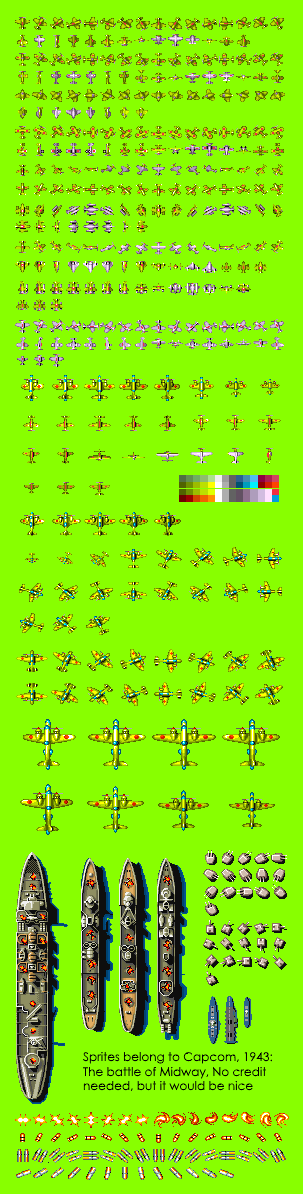 Sprites belong to Capcom, 1943:
The battle of Midway, No credit
needed, but it would be nice